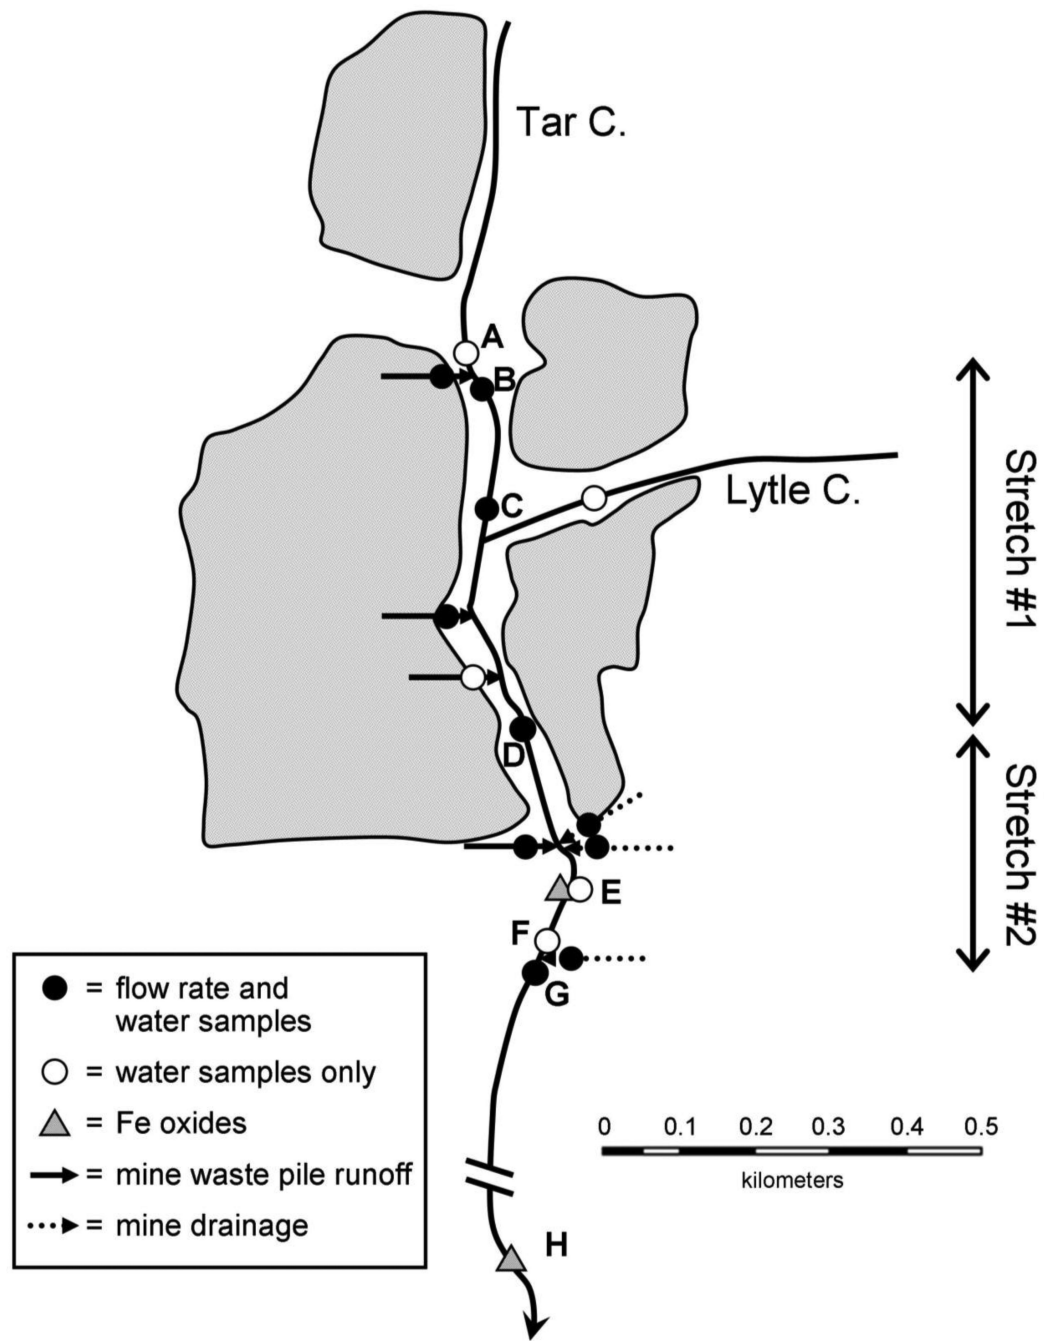 Tar C.
A
B
C
Lytle C.
Stretch #1
D
Stretch #2
E
F
G
= flow rate and
water samples
= water samples only
= Fe oxides
= mine waste pile runoff
= mine drainage
0 0.1 0.2 0.3 0.4 0.5
kilometers
H